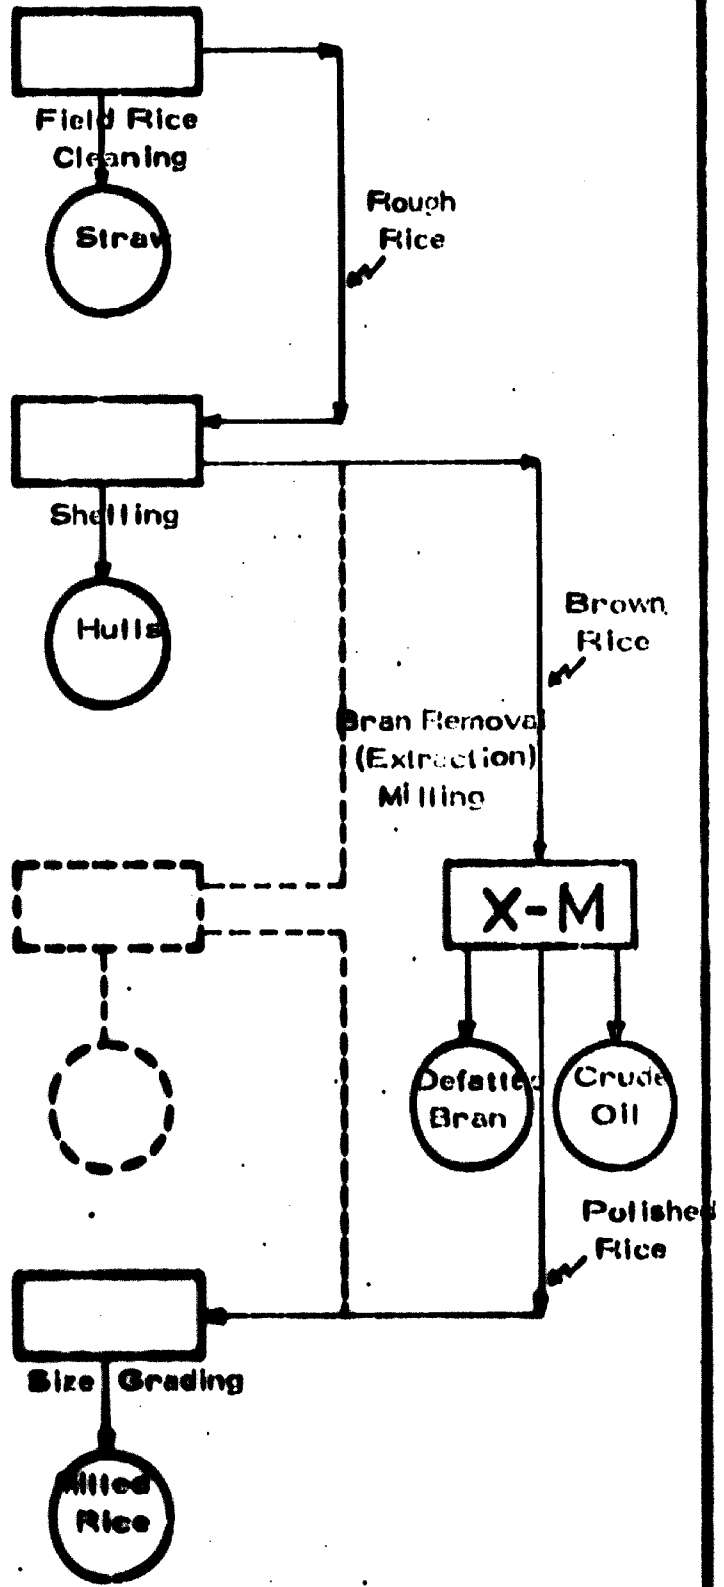 Field Rice
Cleaning
Straw
Rough
Rice
Shelling
Hulls
Brown
Rice
Bran Removal
(Extraction)
Milling
X-M
Defatted
Bran
Crude
Oil
Polished
Rice
Size Grading
Milled
Rice